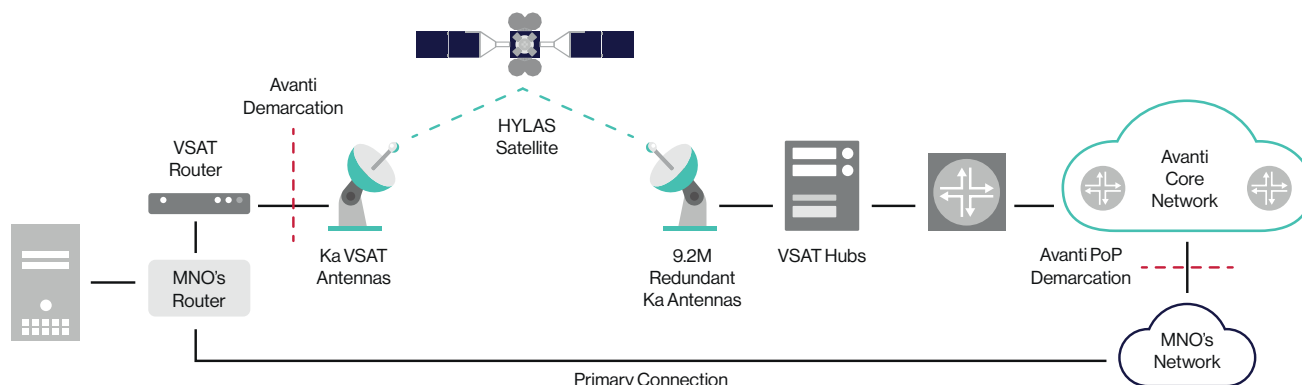 Avanti
Demarcation
VSAT
Router
HYLAS
Satellite
Avanti
Core
Network
MNO's
Router
Ka VSAT
Antennas
9.2M
Redundant
Ka Antennas
VSAT Hubs
Avanti PoP
Demarcation
MNO's
Network
Primary Connection